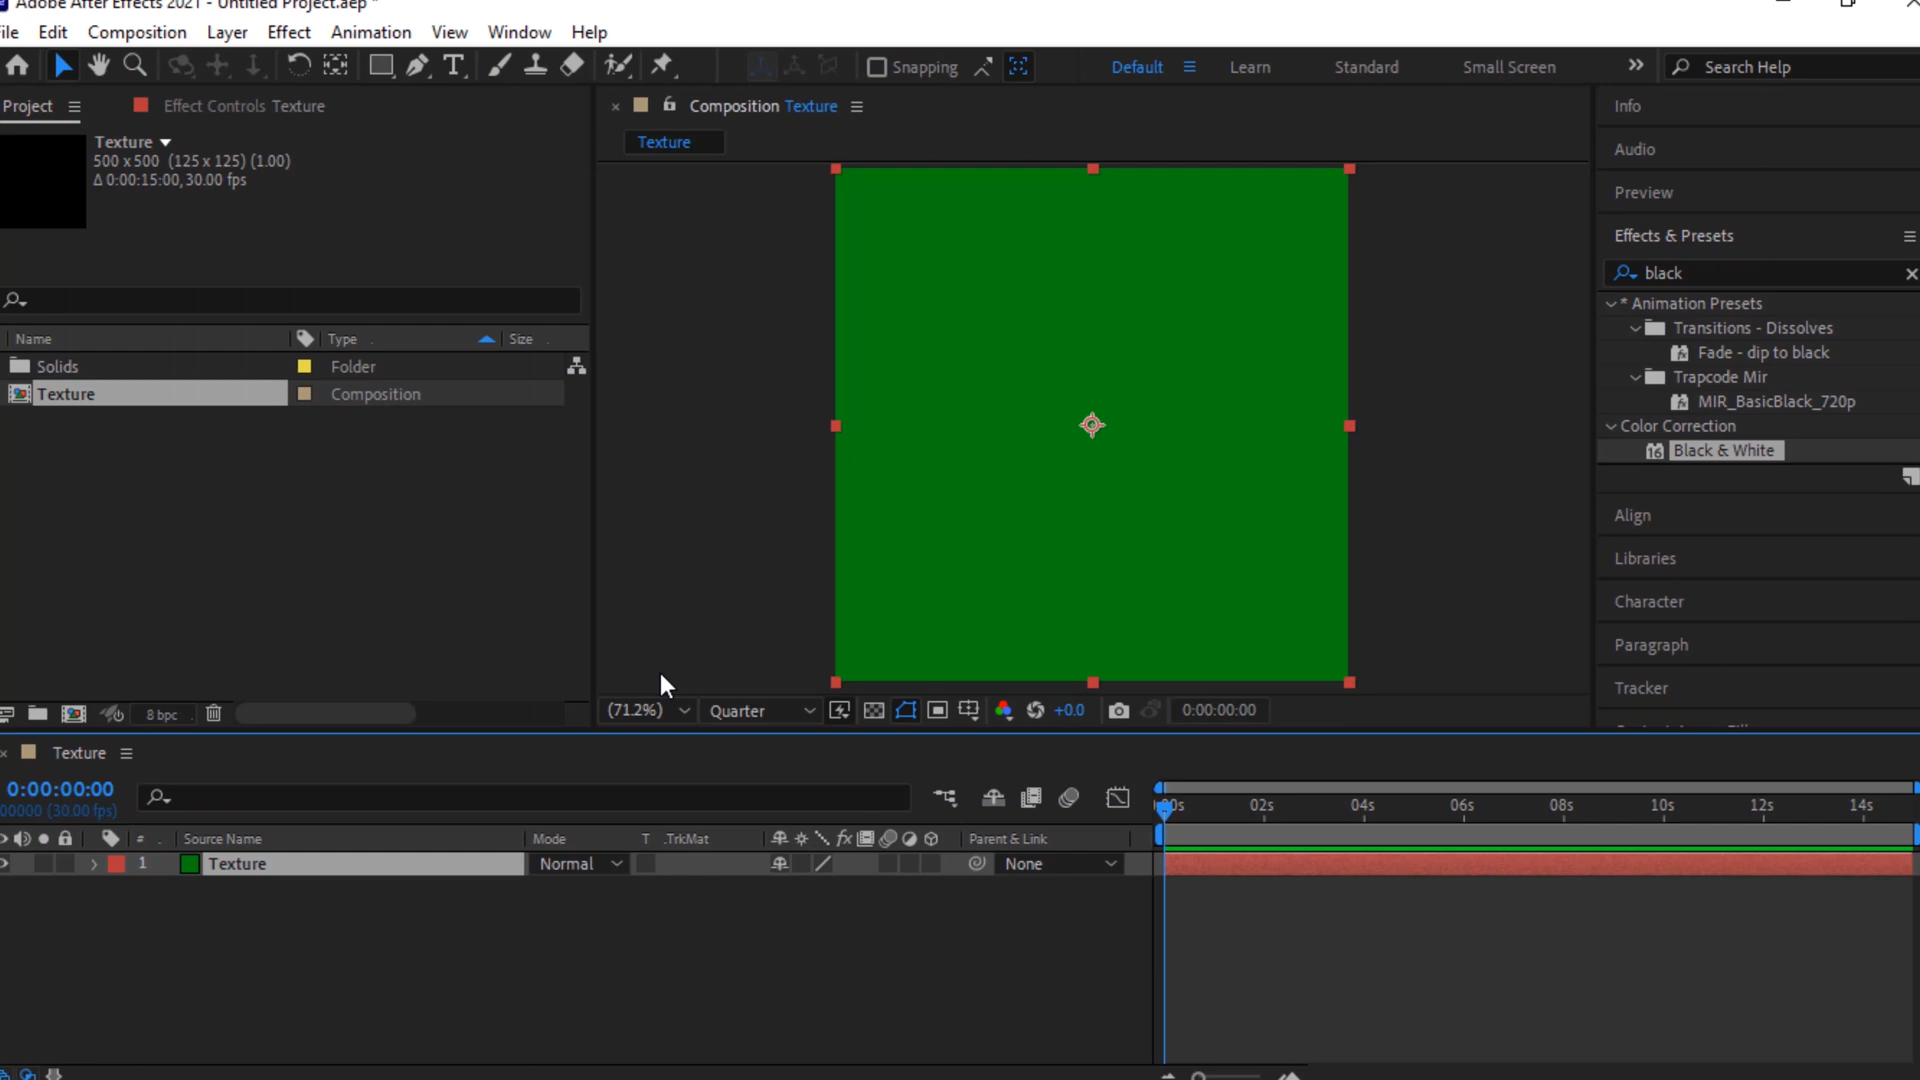 Adobe After Effects 2021 - Untitled Project.aep *
ile Edit Composition Layer Effect Animation View Window Help
Snapping Default Learn Standard Small Screen Search Help
Project Effect Controls Texture
Composition Texture
Texture
Texture
500 x 500 (125 x 125) (1.00)
Δ 0:00:15:00, 30.00 fps
Name Type Size
Solids Folder
Texture Composition
8 bpc
(71.2%) Quarter +0.0 0:00:00:00
Info
Audio
Preview
Effects & Presets
black
* Animation Presets
Transitions - Dissolves
Fade - dip to black
Trapcode Mir
MIR_BasicBlack_720p
Color Correction
16 Black & White
Align
Libraries
Character
Paragraph
Tracker
Texture
0:00:00:00
00000 (30.00 fps)
00s 02s 04s 06s 08s 10s 12s 14s
# Source Name Mode T .TrkMat fx Parent & Link
1 Texture Normal None